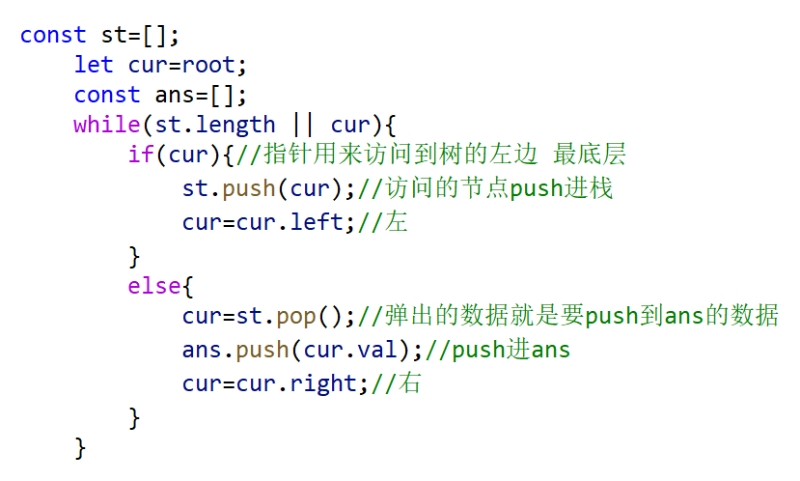 const st=[];
let cur=root;
const ans=[];
while(st.length || cur){
if(cur){//指针用来访问到树的左边 最底层
st.push(cur);//访问的节点push进栈
cur=cur.left;//左
}
else{
cur=st.pop();//弹出的数据就是要push到ans的数据
ans.push(cur.val);//push进ans
cur=cur.right;//右
}
}